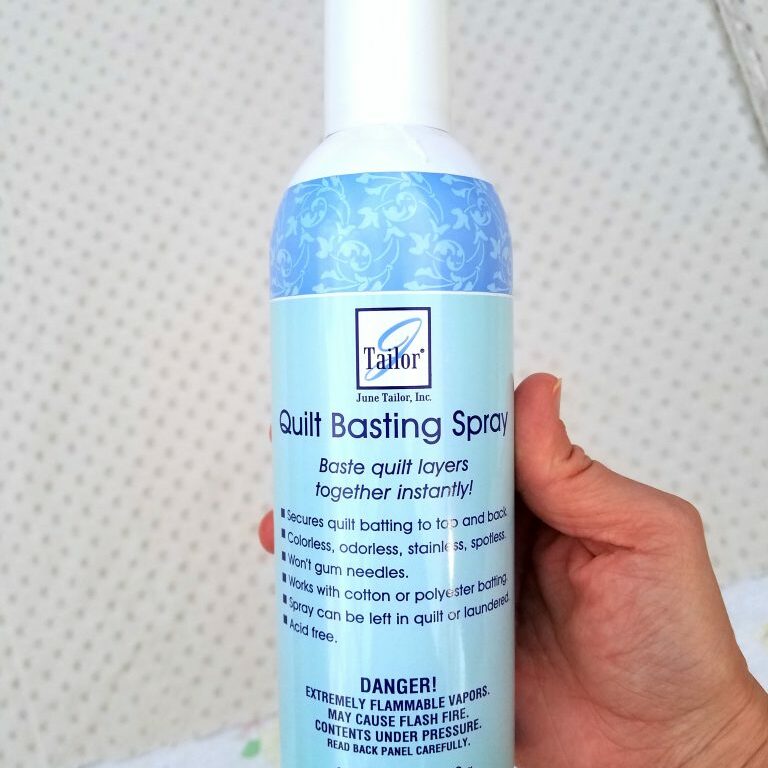 J
Tailor®
June Tailor, Inc.
Quilt Basting Spray
Baste quilt layers
together instantly!
Secures quilt batting to top and back.
Colorless, odorless, stainless, spotless.
Won't gum needles.
Works with cotton or polyester batting.
Spray can be left in quilt or laundered.
Acid free.
DANGER!
EXTREMELY FLAMMABLE VAPORS.
MAY CAUSE FLASH FIRE.
CONTENTS UNDER PRESSURE.
READ BACK PANEL CAREFULLY.